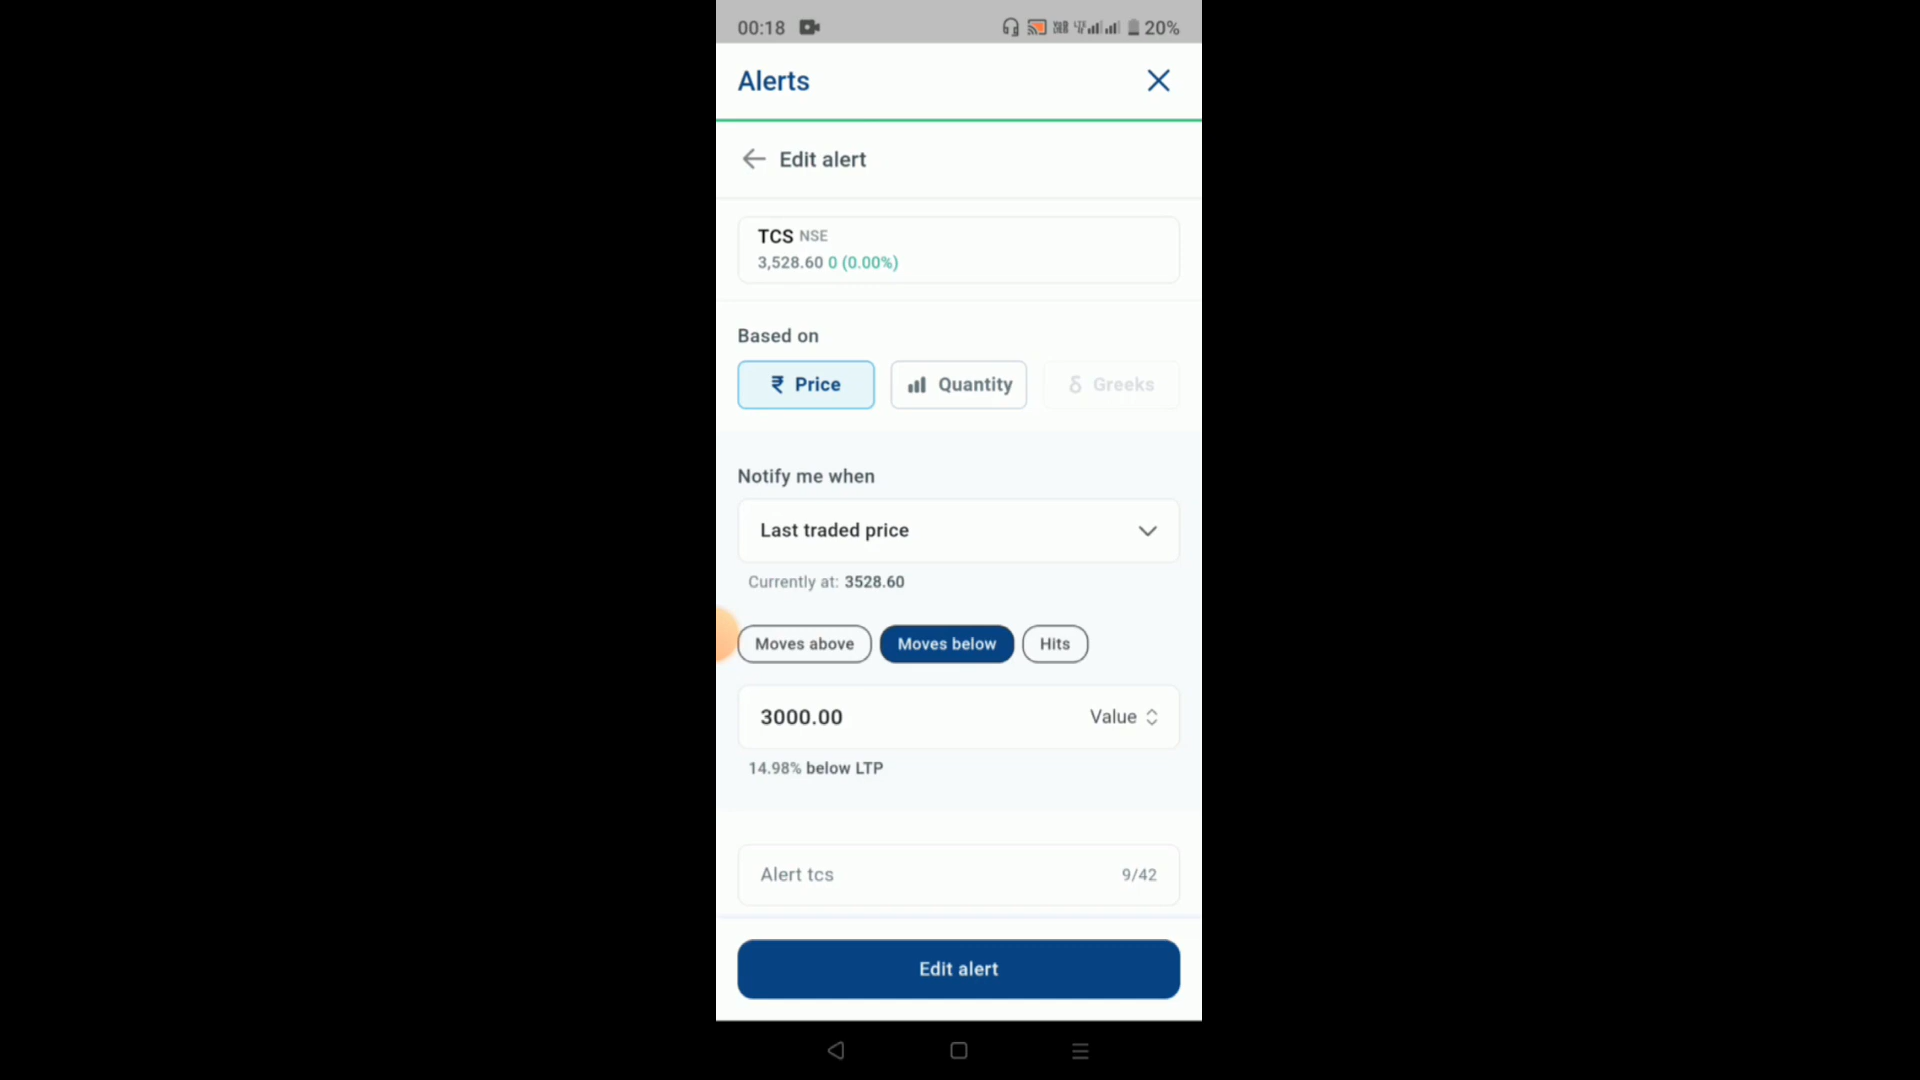 00:18 20%
Alerts
Edit alert
TCS NSE
3,528.60 0 (0.00%)
Based on
₹ Price Quantity δ Greeks
Notify me when
Last traded price
Currently at: 3528.60
Moves above Moves below Hits
3000.00 Value
14.98% below LTP
Alert tcs 9/42
Edit alert